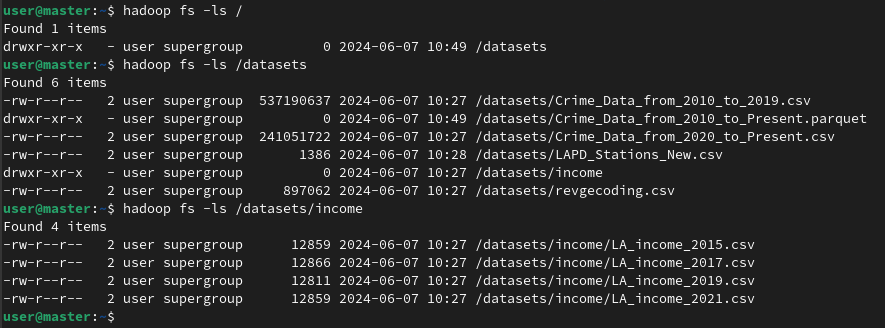 user@master:~$ hadoop fs -ls /
Found 1 items
drwxr-xr-x   - user supergroup          0 2024-06-07 10:49 /datasets
user@master:~$ hadoop fs -ls /datasets
Found 6 items
-rw-r--r--   2 user supergroup  537190637 2024-06-07 10:27 /datasets/Crime_Data_from_2010_to_2019.csv
drwxr-xr-x   - user supergroup          0 2024-06-07 10:49 /datasets/Crime_Data_from_2010_to_Present.parquet
-rw-r--r--   2 user supergroup  241051722 2024-06-07 10:27 /datasets/Crime_Data_from_2020_to_Present.csv
-rw-r--r--   2 user supergroup       1386 2024-06-07 10:28 /datasets/LAPD_Stations_New.csv
drwxr-xr-x   - user supergroup          0 2024-06-07 10:27 /datasets/income
-rw-r--r--   2 user supergroup     897062 2024-06-07 10:27 /datasets/revgecoding.csv
user@master:~$ hadoop fs -ls /datasets/income
Found 4 items
-rw-r--r--   2 user supergroup      12859 2024-06-07 10:27 /datasets/income/LA_income_2015.csv
-rw-r--r--   2 user supergroup      12866 2024-06-07 10:27 /datasets/income/LA_income_2017.csv
-rw-r--r--   2 user supergroup      12811 2024-06-07 10:27 /datasets/income/LA_income_2019.csv
-rw-r--r--   2 user supergroup      12859 2024-06-07 10:27 /datasets/income/LA_income_2021.csv
user@master:~$